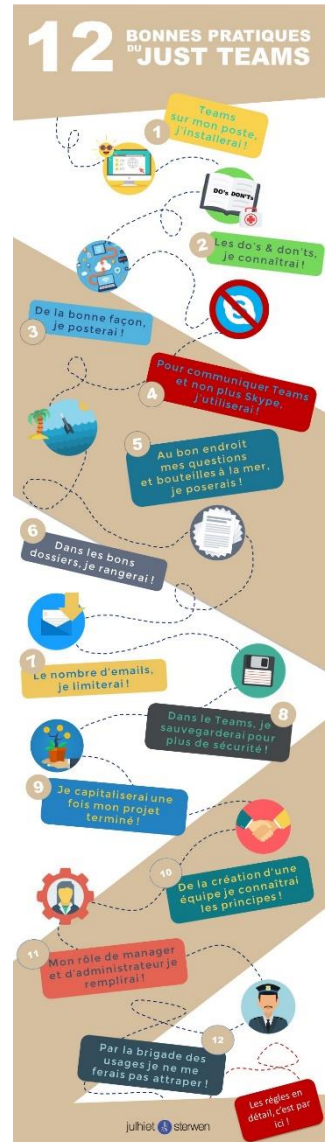 12 BONNES PRATIQUES
DU JUST TEAMS
1
Teams
sur mon poste,
j'installerai !
DO's DON'Ts
2
Les do's & don'ts,
je connaîtrai !
3
De la bonne façon,
je posterai !
4
Pour communiquer Teams
et non plus Skype,
j'utiliserai !
5
Au bon endroit
mes questions
et bouteilles à la mer,
je poserais !
6
Dans les bons
dossiers, je rangerai !
7
Le nombre d'emails,
je limiterai !
8
Dans le Teams, je
sauvegarderai pour
plus de sécurité !
9
Je capitaliserai une
fois mon projet
terminé !
10
De la création d'une
équipe je connaîtrai
les principes !
11
Mon rôle de manager
et d'administrateur je
remplirai !
12
Par la brigade des
usages je ne me
ferais pas attraper !
Les règles en
détail, c'est par
ici !
julhiet sterwen